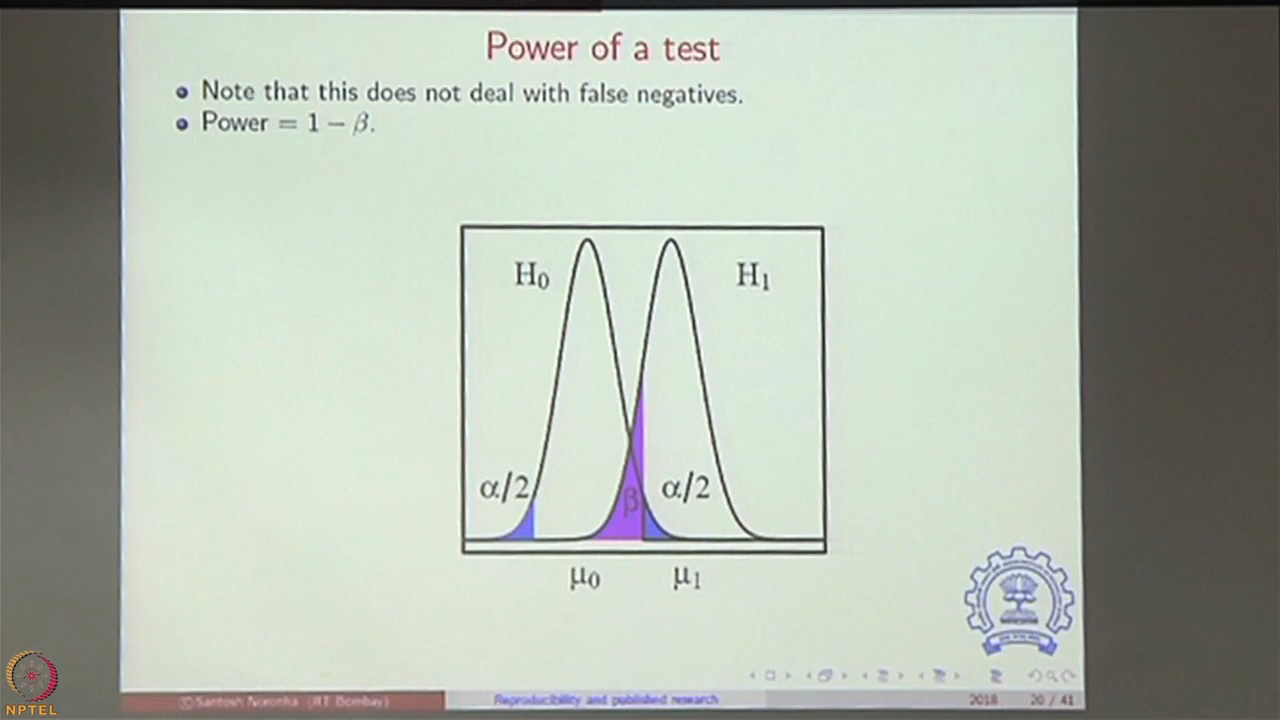 Power of a test
Note that this does not deal with false negatives.
Power = 1 − β.
H₀ H₁
α/2 β α/2
μ₀ μ₁
©Santosh Noronha (IIT Bombay) Reproducibility and published research 2018 20 / 41
NPTEL